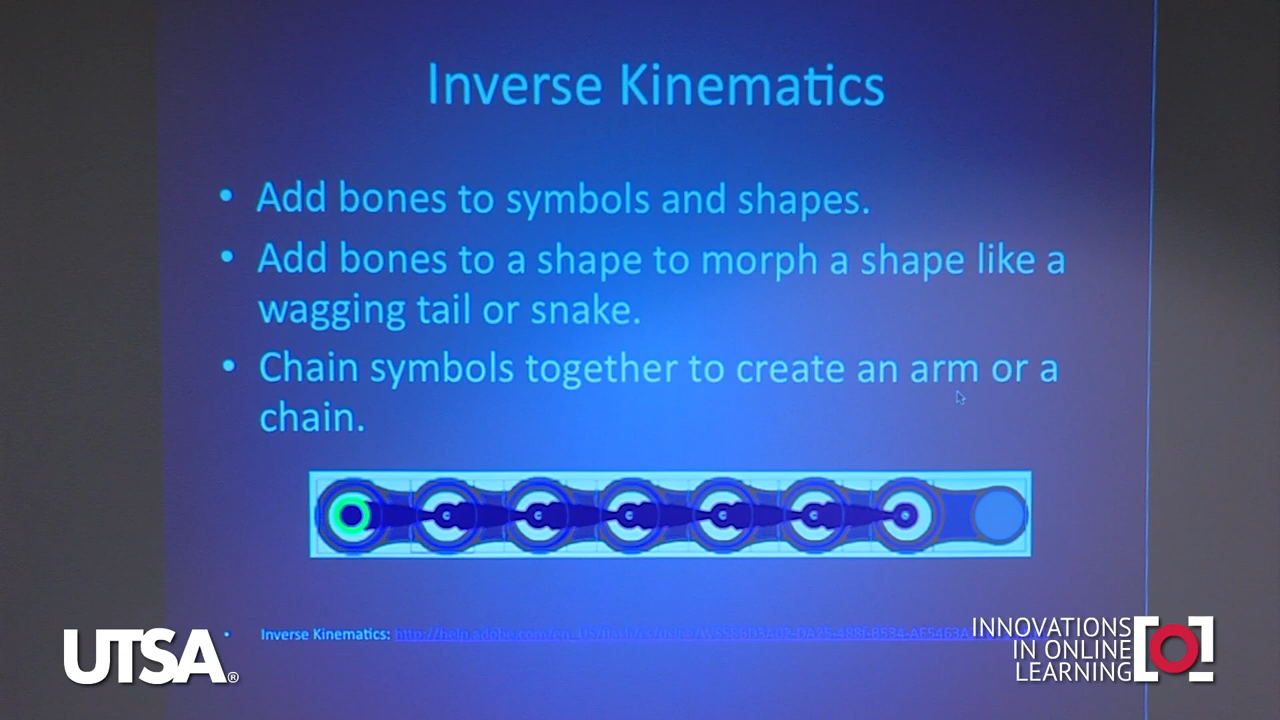 Inverse Kinematics
• Add bones to symbols and shapes.
• Add bones to a shape to morph a shape like a
wagging tail or snake.
• Chain symbols together to create an arm or a
chain.
• Inverse Kinematics:
UTSA®
INNOVATIONS
IN ONLINE
LEARNING